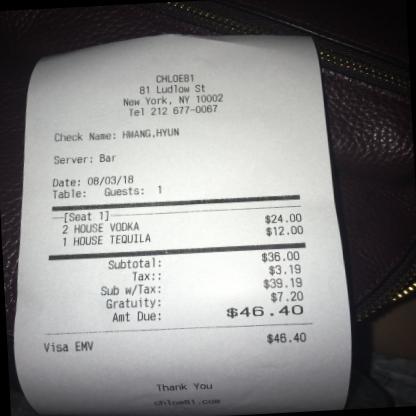 CHLOE81
81 Ludlow St
New York, NY 10002
Tel 212 677-0067
Check Name: HWANG,HYUN
Server: Bar
Date: 08/03/18
Table: Guests: 1
[Seat 1]
2 HOUSE VODKA $24.00
1 HOUSE TEQUILA $12.00
Subtotal: $36.00
Tax:: $3.19
Sub w/Tax: $39.19
Gratuity: $7.20
Amt Due: $46.40
Visa EMV $46.40
Thank You
chloe81.com